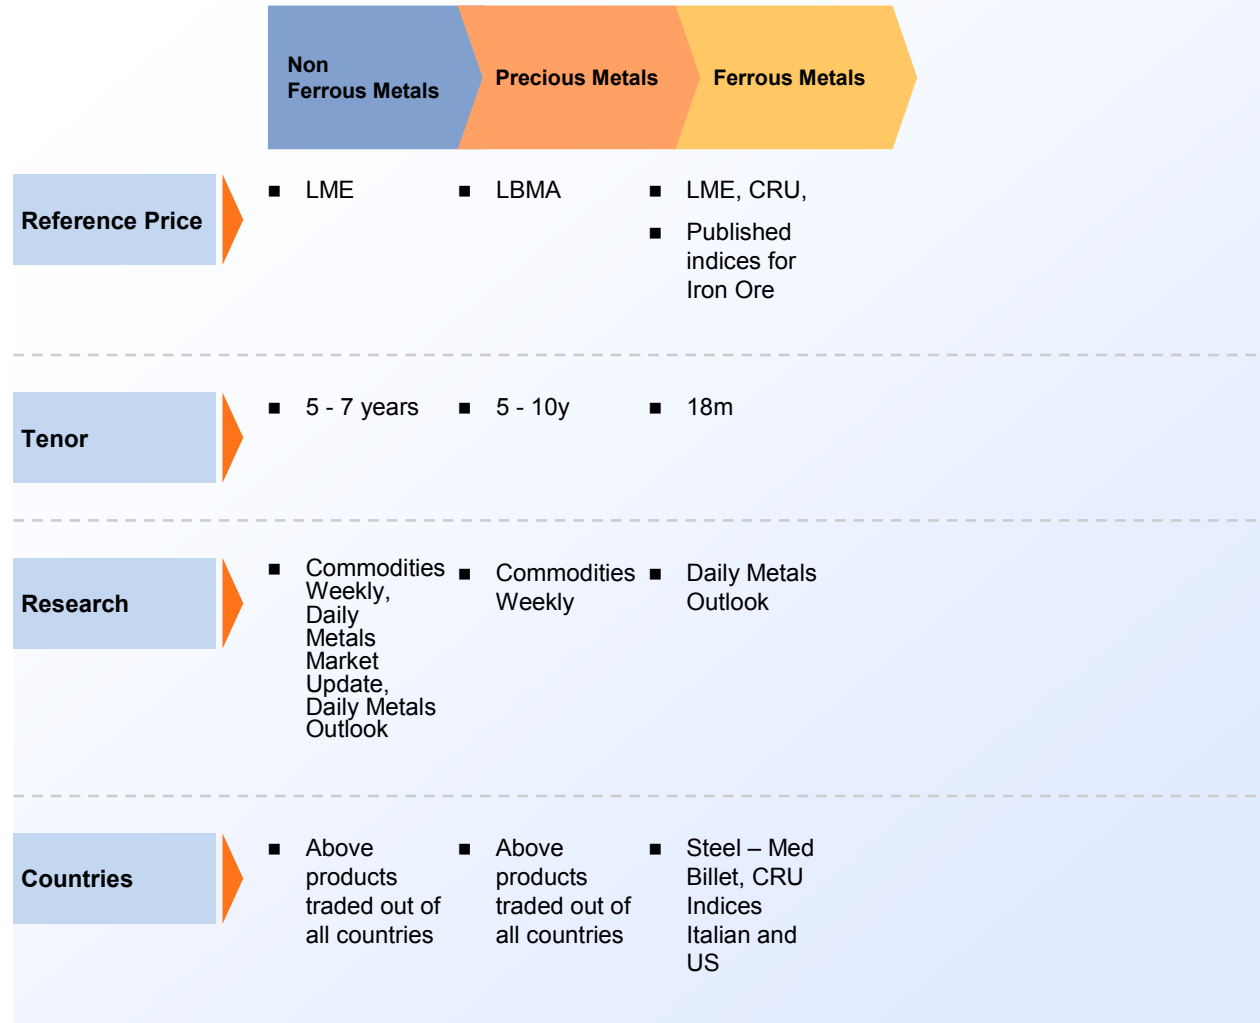 Non
Ferrous Metals
Precious Metals
Ferrous Metals
Reference Price
■ LME
■ LBMA
■ LME, CRU,
■ Published
indices for
Iron Ore
Tenor
■ 5 - 7 years
■ 5 - 10y
■ 18m
Research
■ Commodities
Weekly,
Daily
Metals
Market
Update,
Daily Metals
Outlook
■ Commodities
Weekly
■ Daily Metals
Outlook
Countries
■ Above
products
traded out of
all countries
■ Above
products
traded out of
all countries
■ Steel – Med
Billet, CRU
Indices
Italian and
US